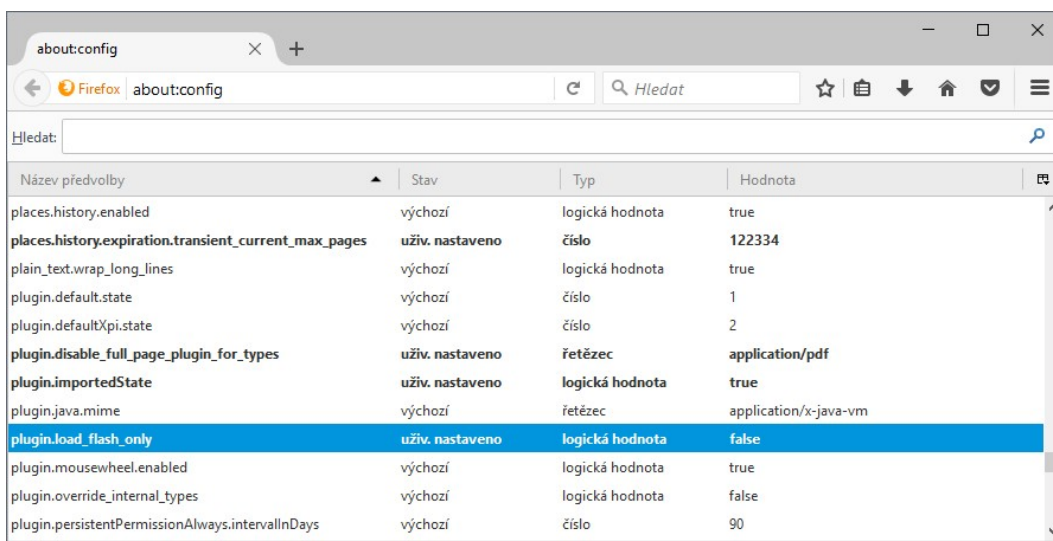 about:config
Firefox about:config Hledat
Hledat:
Název předvolby Stav Typ Hodnota
places.history.enabled výchozí logická hodnota true
places.history.expiration.transient_current_max_pages uživ. nastaveno číslo 122334
plain_text.wrap_long_lines výchozí logická hodnota true
plugin.default.state výchozí číslo 1
plugin.defaultXpi.state výchozí číslo 2
plugin.disable_full_page_plugin_for_types uživ. nastaveno řetězec application/pdf
plugin.importedState uživ. nastaveno logická hodnota true
plugin.java.mime výchozí řetězec application/x-java-vm
plugin.load_flash_only uživ. nastaveno logická hodnota false
plugin.mousewheel.enabled výchozí logická hodnota true
plugin.override_internal_types výchozí logická hodnota false
plugin.persistentPermissionAlways.intervalInDays výchozí číslo 90